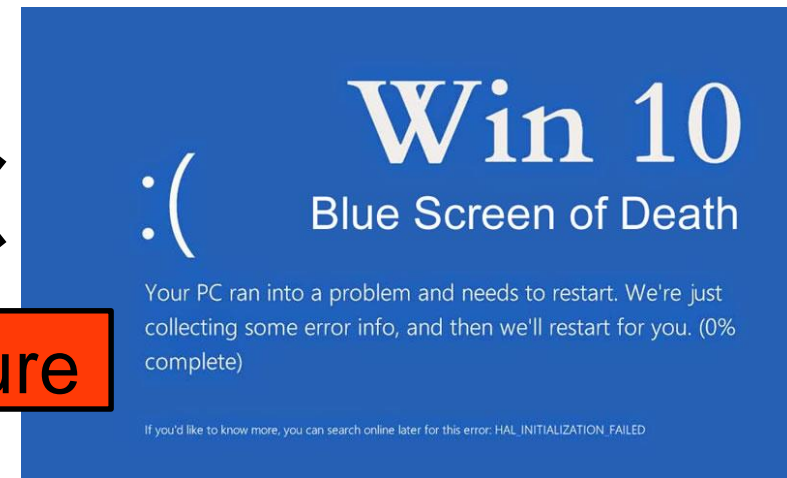 Win 10
:(
Blue Screen of Death
Your PC ran into a problem and needs to restart. We're just
collecting some error info, and then we'll restart for you. (0%
complete)
ure
If you'd like to know more, you can search online later for this error: HAL_INITIALIZATION_FAILED